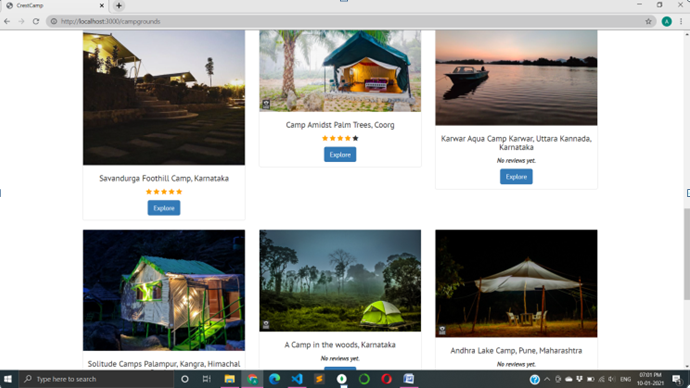 CrestCamp
http://localhost:3000/campgrounds
A
Savandurga Foothill Camp, Karnataka
Explore
Camp Amidst Palm Trees, Coorg
Explore
Karwar Aqua Camp Karwar, Uttara Kannada,
Karnataka
No reviews yet.
Explore
Solitude Camps Palampur, Kangra, Himachal
A Camp in the woods, Karnataka
No reviews yet.
Andhra Lake Camp, Pune, Maharashtra
No reviews yet.
Type here to search
ENG
07:01 PM
10-01-2021